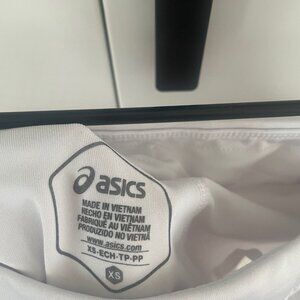 asics
MADE IN VIETNAM
HECHO EN VIETNAM
FABRIQUÉ AU VIÊTNAM
PRODUZIDO NO VIETNÃ
www.asics.com
XS-ECH-TP-PP
XS